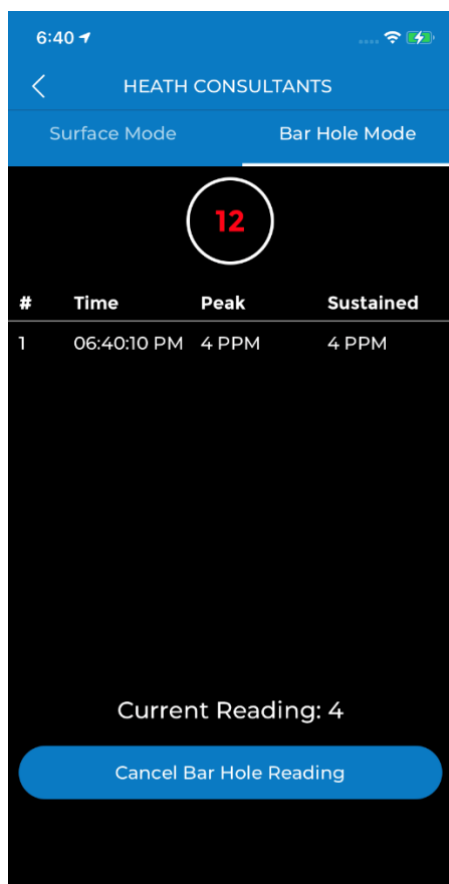 6:40
HEATH CONSULTANTS
Surface Mode Bar Hole Mode
12
# Time Peak Sustained
1 06:40:10 PM 4 PPM 4 PPM
Current Reading: 4
Cancel Bar Hole Reading